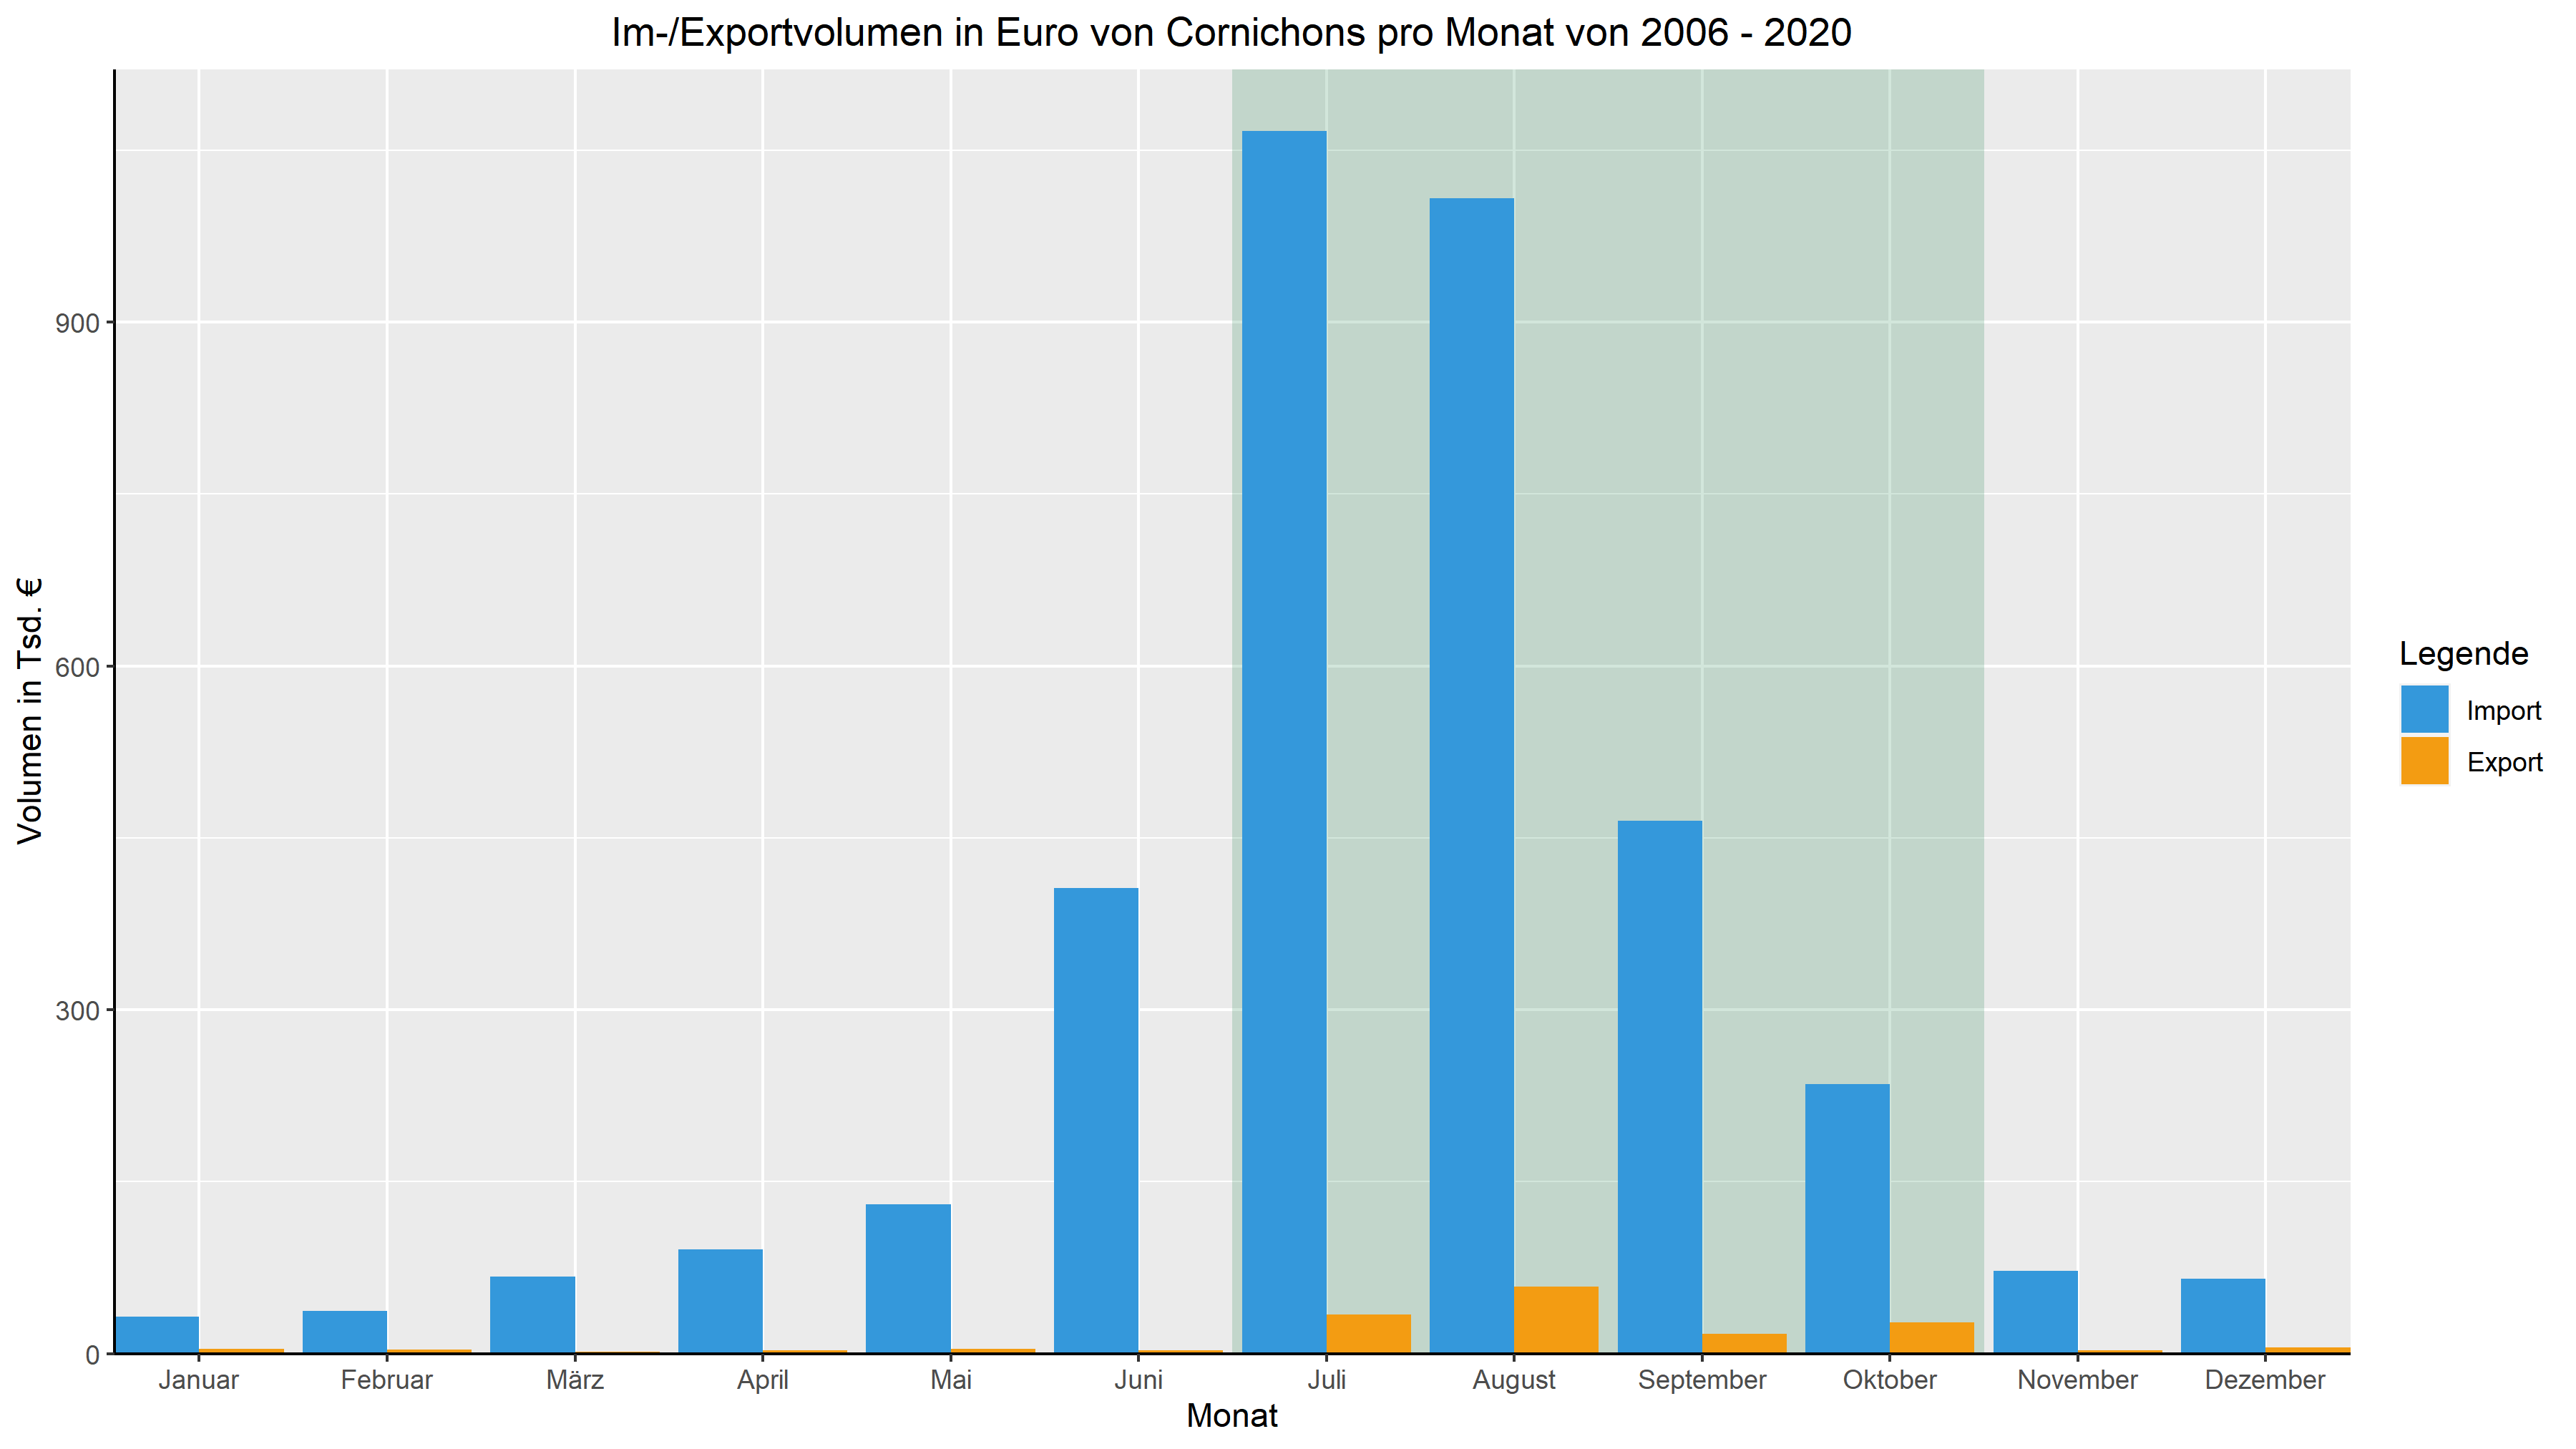 Im-/Exportvolumen in Euro von Cornichons pro Monat von 2006 - 2020
Volumen in Tsd. €
900
600
300
0
Januar Februar März April Mai Juni Juli August September Oktober November Dezember
Monat
Legende
Import
Export